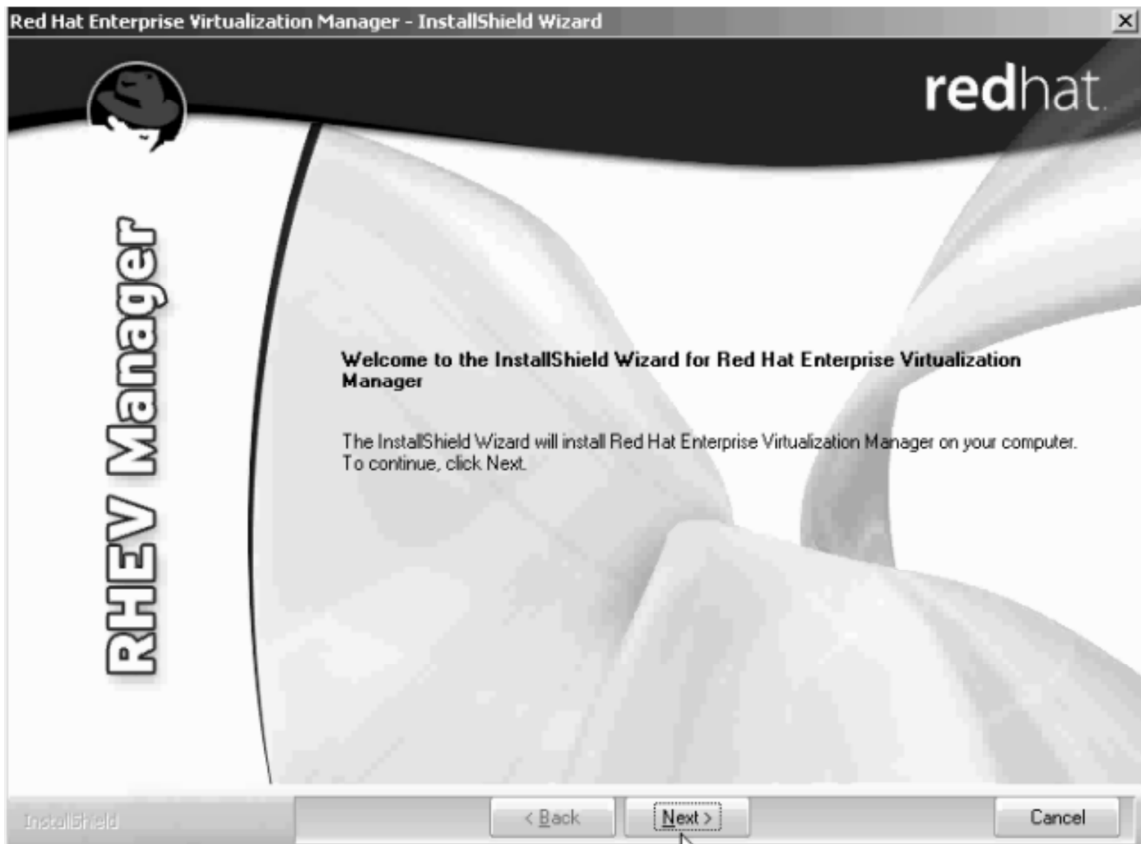 Red Hat Enterprise Virtualization Manager - InstallShield Wizard
redhat.
RHEV Manager
Welcome to the InstallShield Wizard for Red Hat Enterprise Virtualization
Manager
The InstallShield Wizard will install Red Hat Enterprise Virtualization Manager on your computer.
To continue, click Next.
InstallShield
< Back
Next >
Cancel